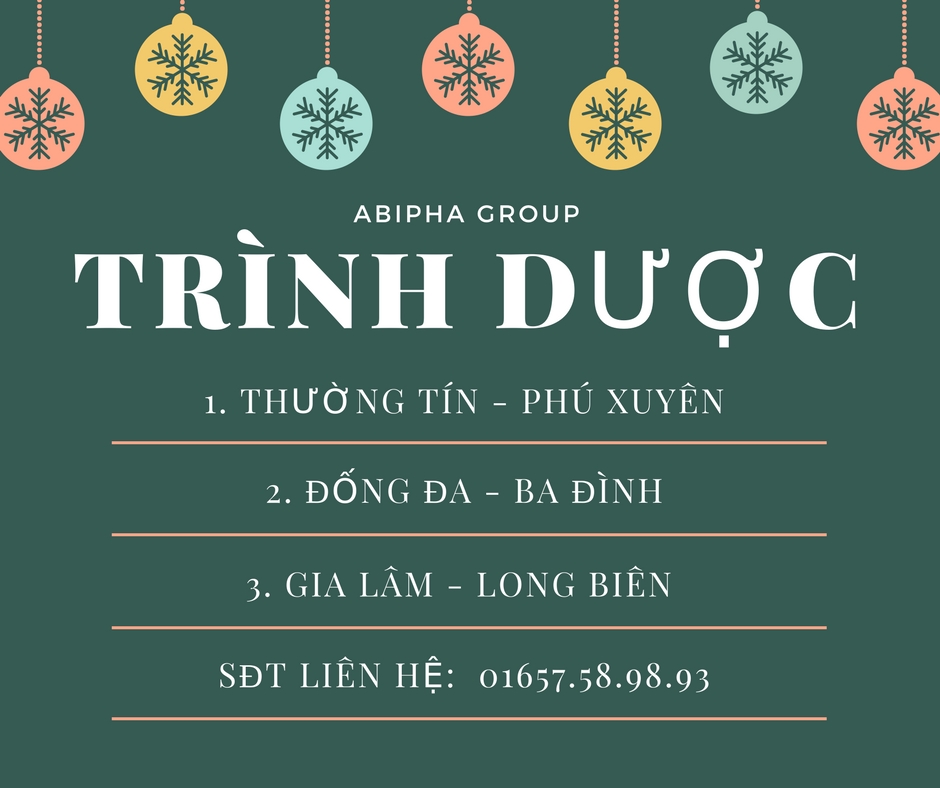 ABIPHA GROUP
TRÌNH DƯỢC
1. THƯỜNG TÍN - PHÚ XUYÊN
2. ĐỐNG ĐA - BA ĐÌNH
3. GIA LÂM - LONG BIÊN
SĐT LIÊN HỆ: 01657.58.98.93